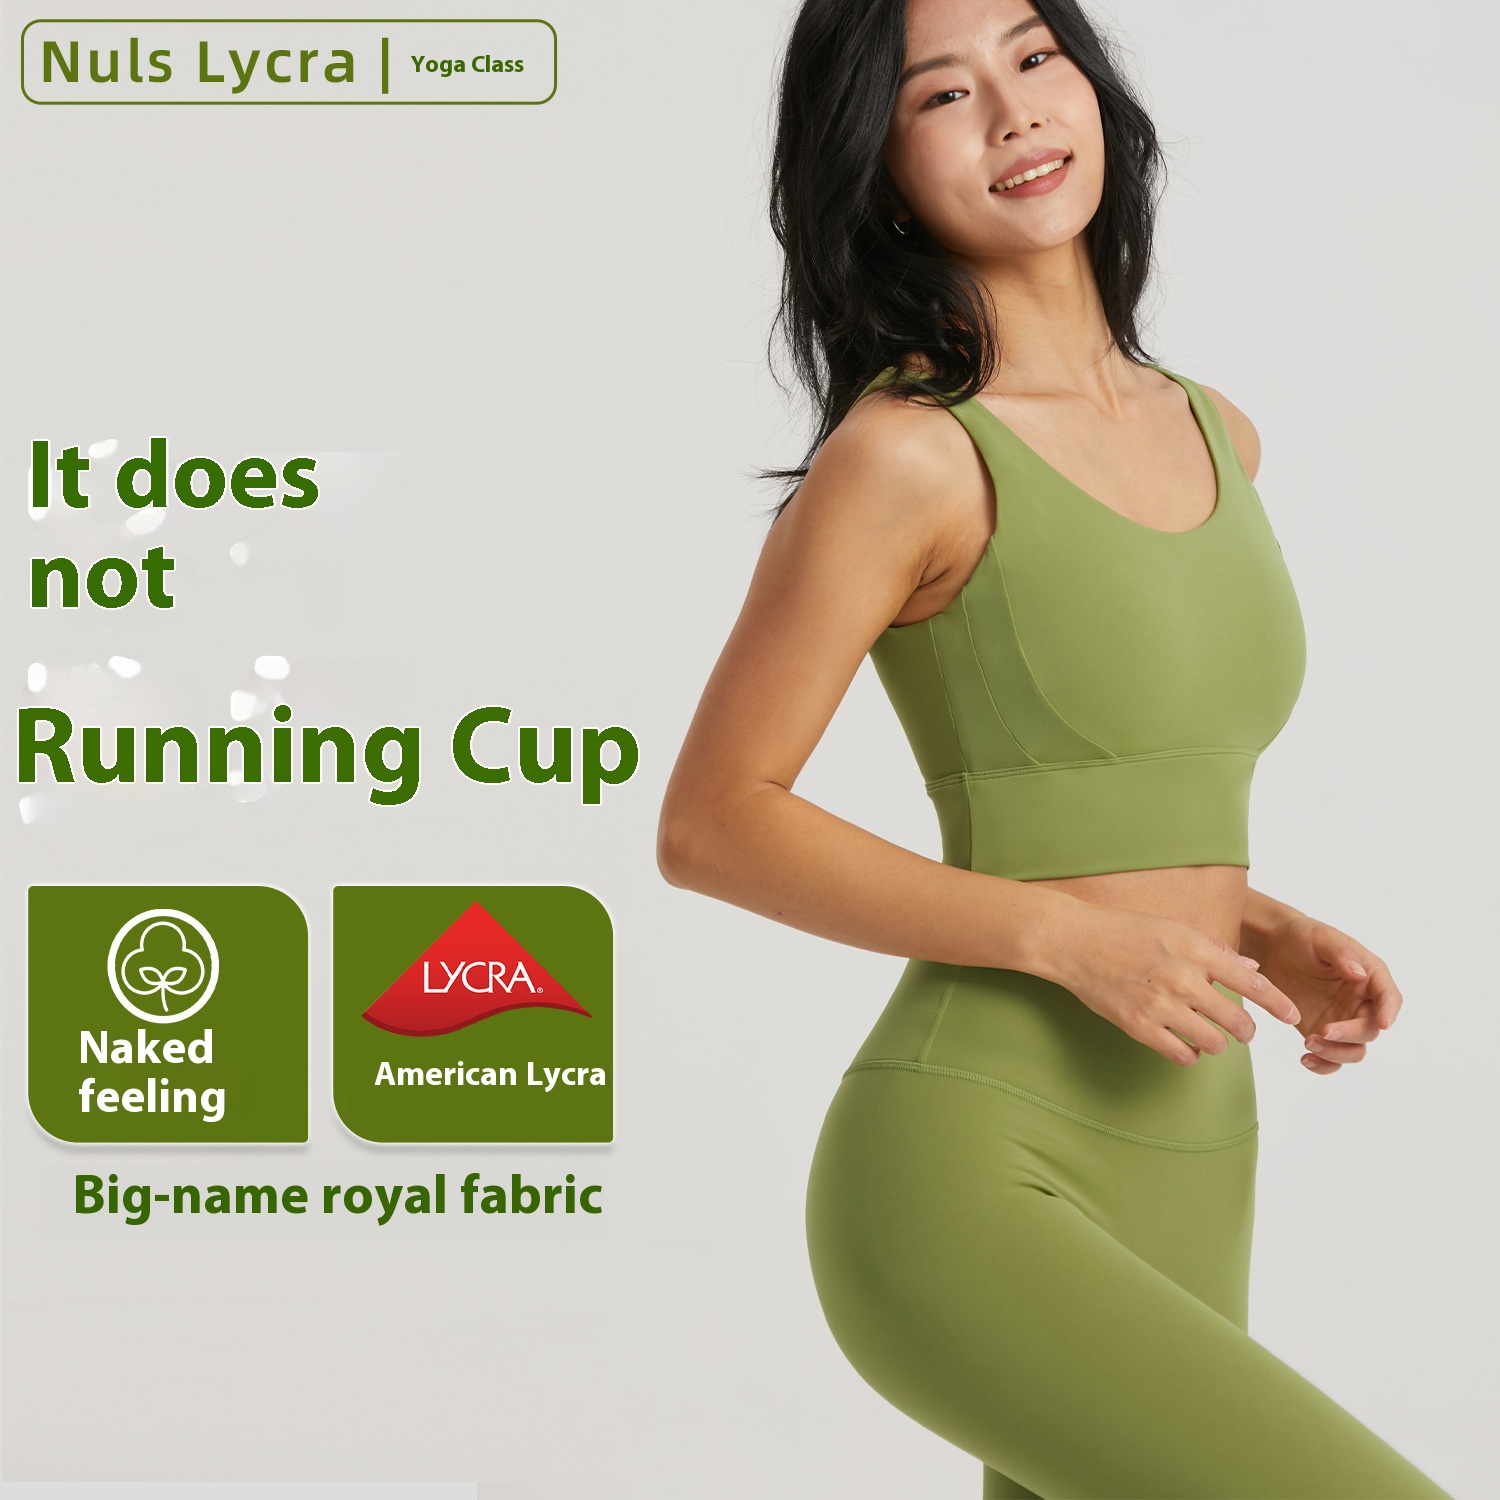 Nuls Lycra | Yoga Class
It does
not
Running Cup
Naked
feeling
LYCRA®
American Lycra
Big-name royal fabric